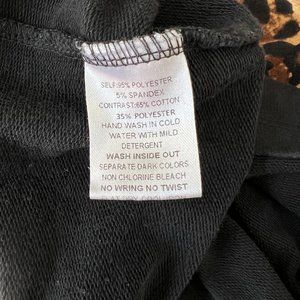 SELF:95% POLYESTER
5% SPANDEX
CONTRAST:65% COTTON
35% POLYESTER
HAND WASH IN COLD
WATER WITH MILD
DETERGENT
WASH INSIDE OUT
SEPARATE DARK COLORS
NON CHLORINE BLEACH
NO WRING NO TWIST